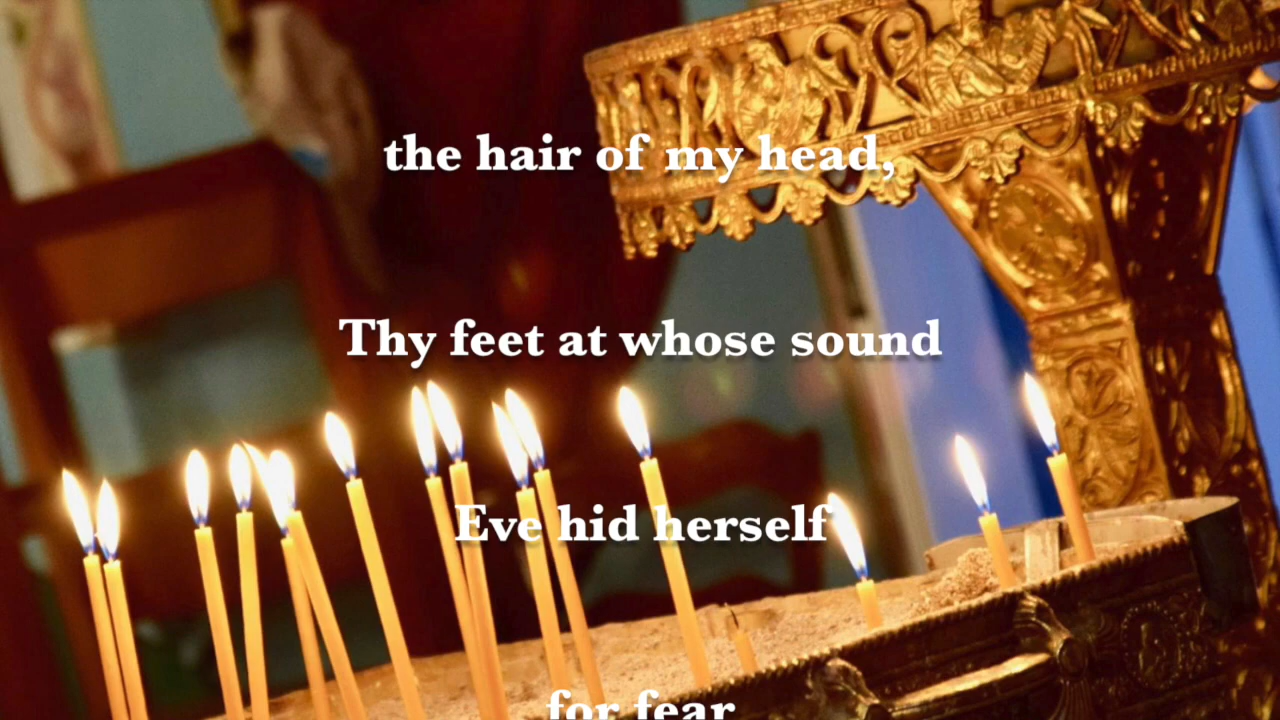 the hair of my head,
Thy feet at whose sound
Eve hid herself
for fear